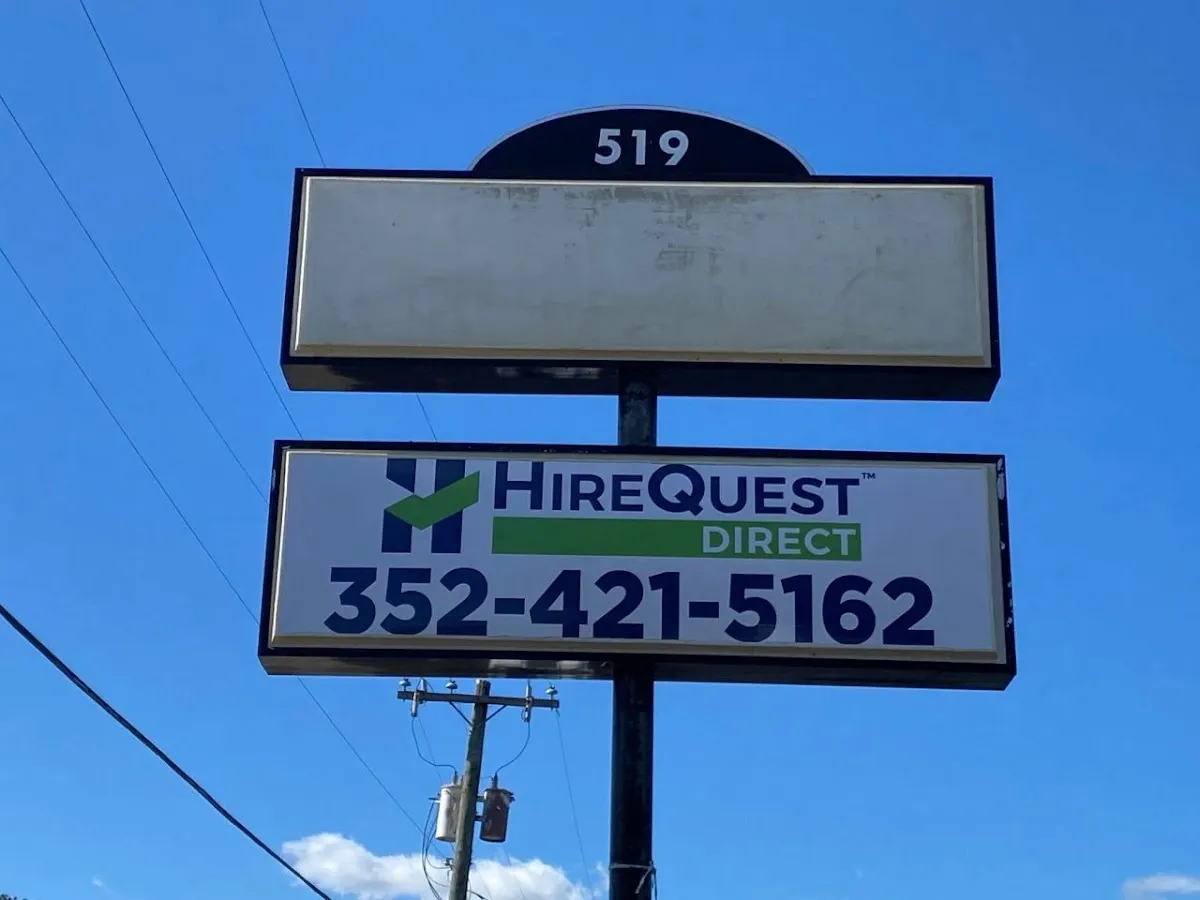 519
HIREQUEST™
DIRECT
352-421-5162